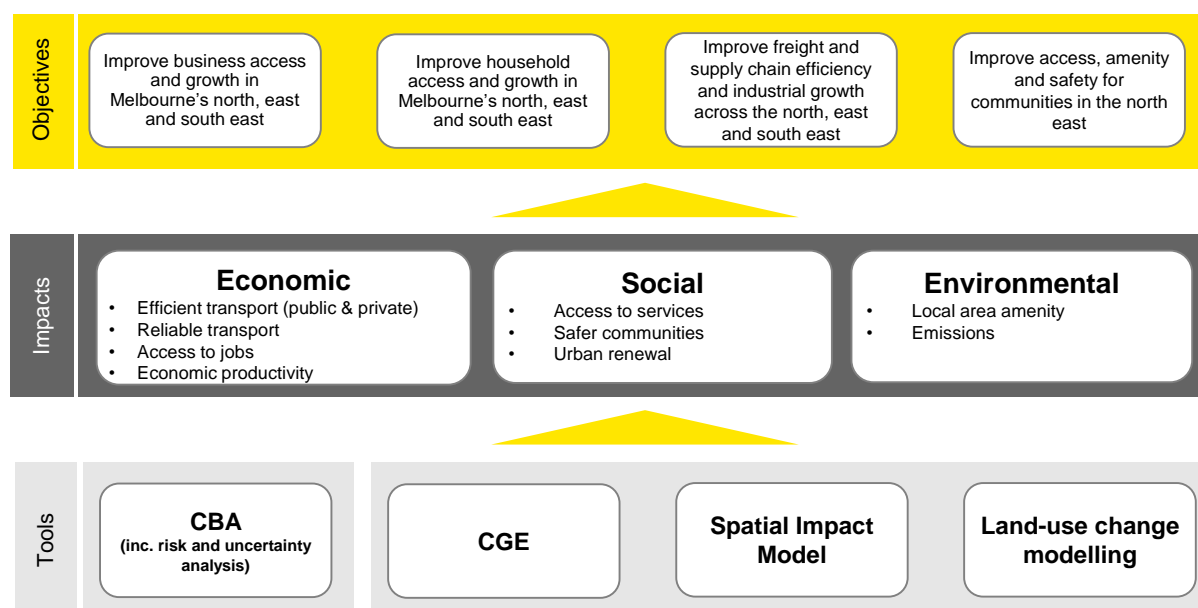 Objectives
Improve business access
and growth in
Melbourne's north, east
and south east
Improve household
access and growth in
Melbourne's north, east
and south east
Improve freight and
supply chain efficiency
and industrial growth
across the north, east
and south east
Improve access, amenity
and safety for
communities in the north
east
Impacts
Economic
• Efficient transport (public & private)
• Reliable transport
• Access to jobs
• Economic productivity
Social
• Access to services
• Safer communities
• Urban renewal
Environmental
• Local area amenity
• Emissions
Tools
CBA
(inc. risk and uncertainty
analysis)
CGE
Spatial Impact
Model
Land-use change
modelling